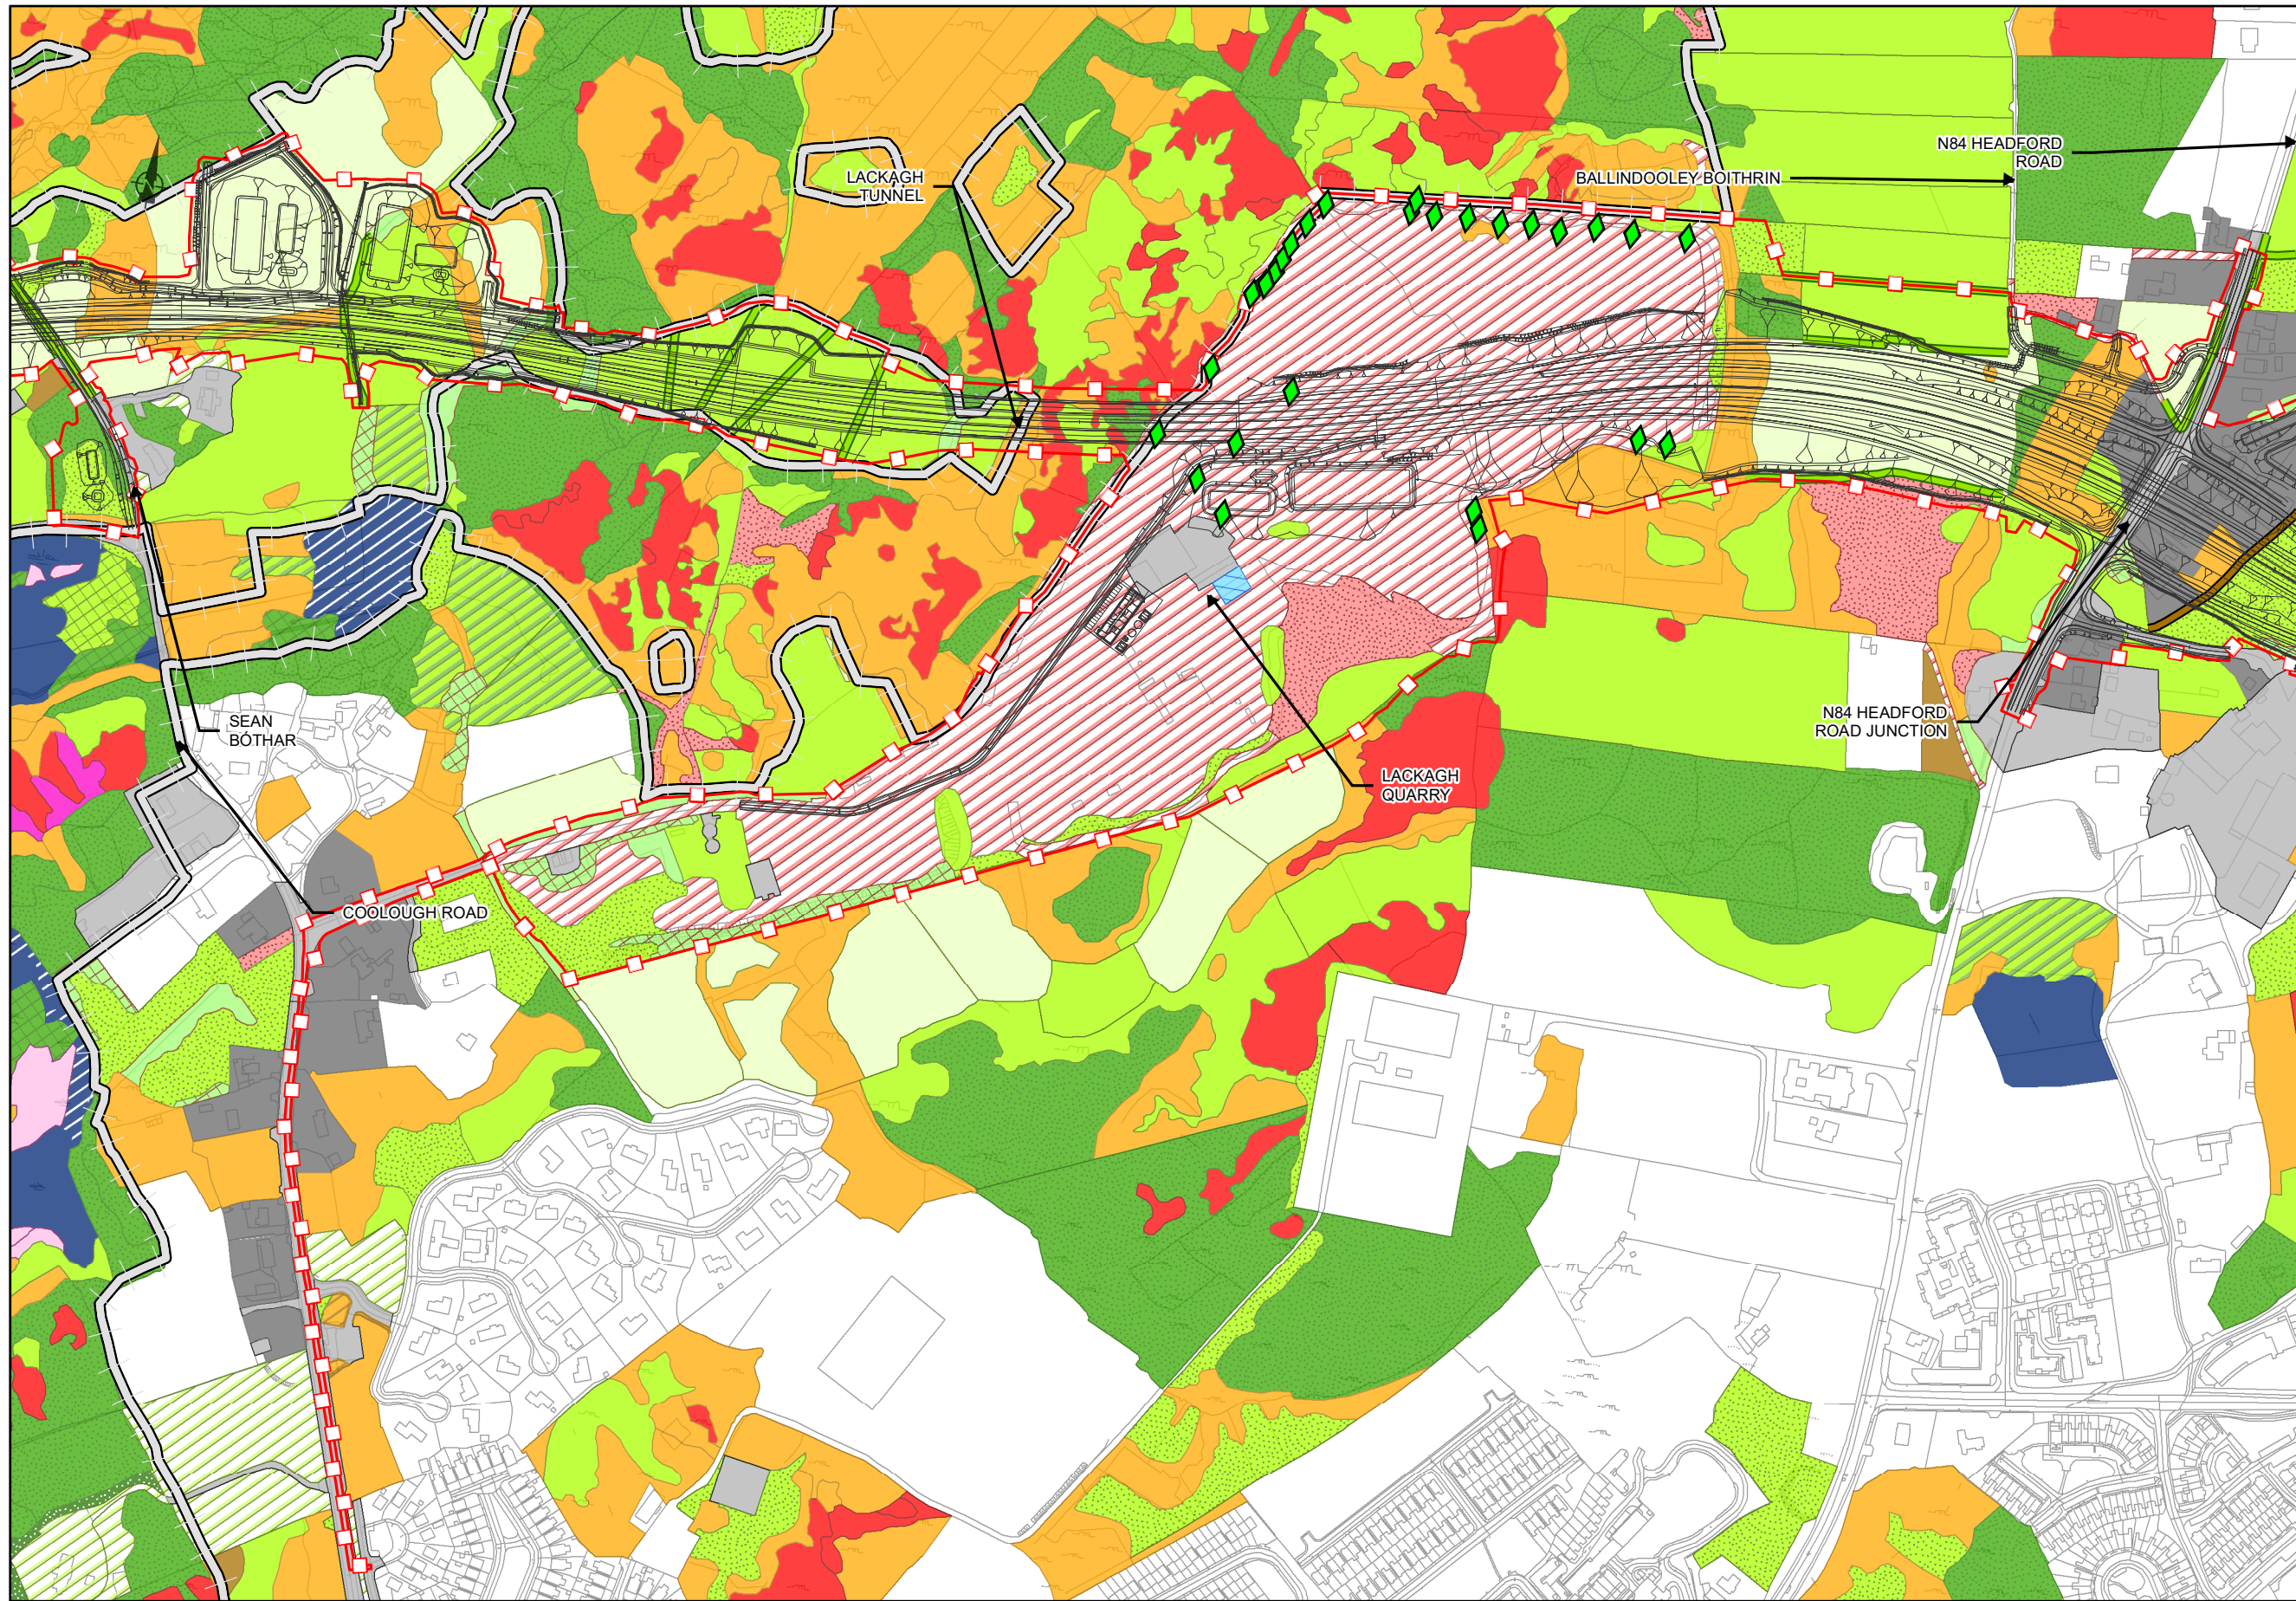 N84 HEADFORD
ROAD
LACKAGH
TUNNEL
BALLINDOOLEY BOITHRIN
SEAN
BÓTHAR
N84 HEADFORD
ROAD JUNCTION
LACKAGH
QUARRY
COOLOUGH ROAD